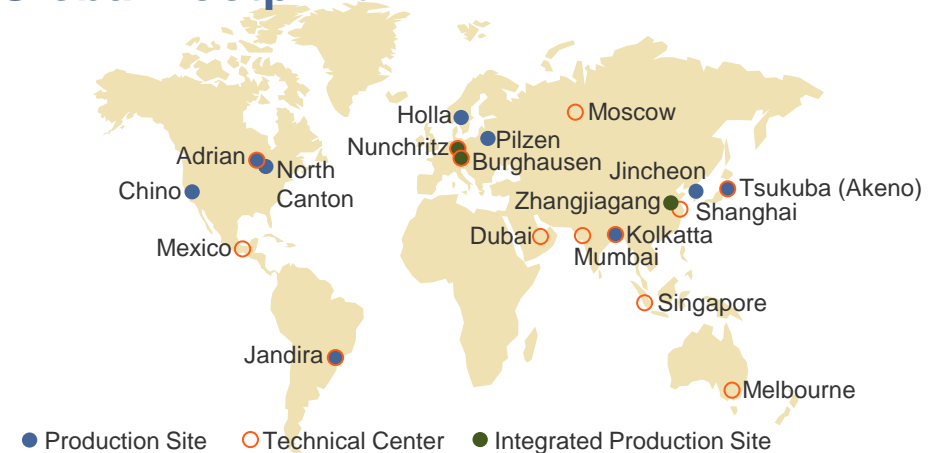 Holla
Moscow
Pilzen
Nunchritz
Adrian
Burghausen
Jincheon
North
Canton
Chino
Tsukuba (Akeno)
Zhangjiagang
Shanghai
Mexico
Dubai
Kolkatta
Mumbai
Singapore
Jandira
Melbourne
Production Site
Technical Center
Integrated Production Site